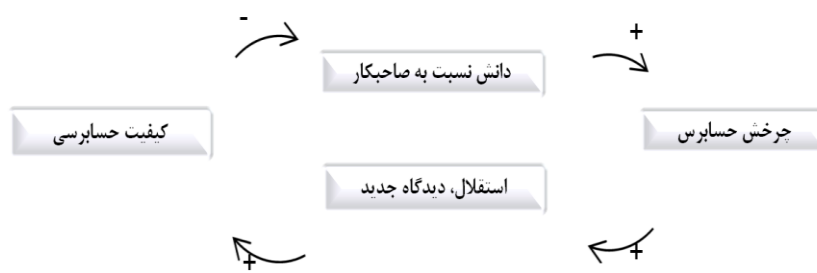 -
+
دانش نسبت به صاحبکار
چرخش حسابرس
کیفیت حسابرسی
استقلال، دیدگاه جدید
+
+